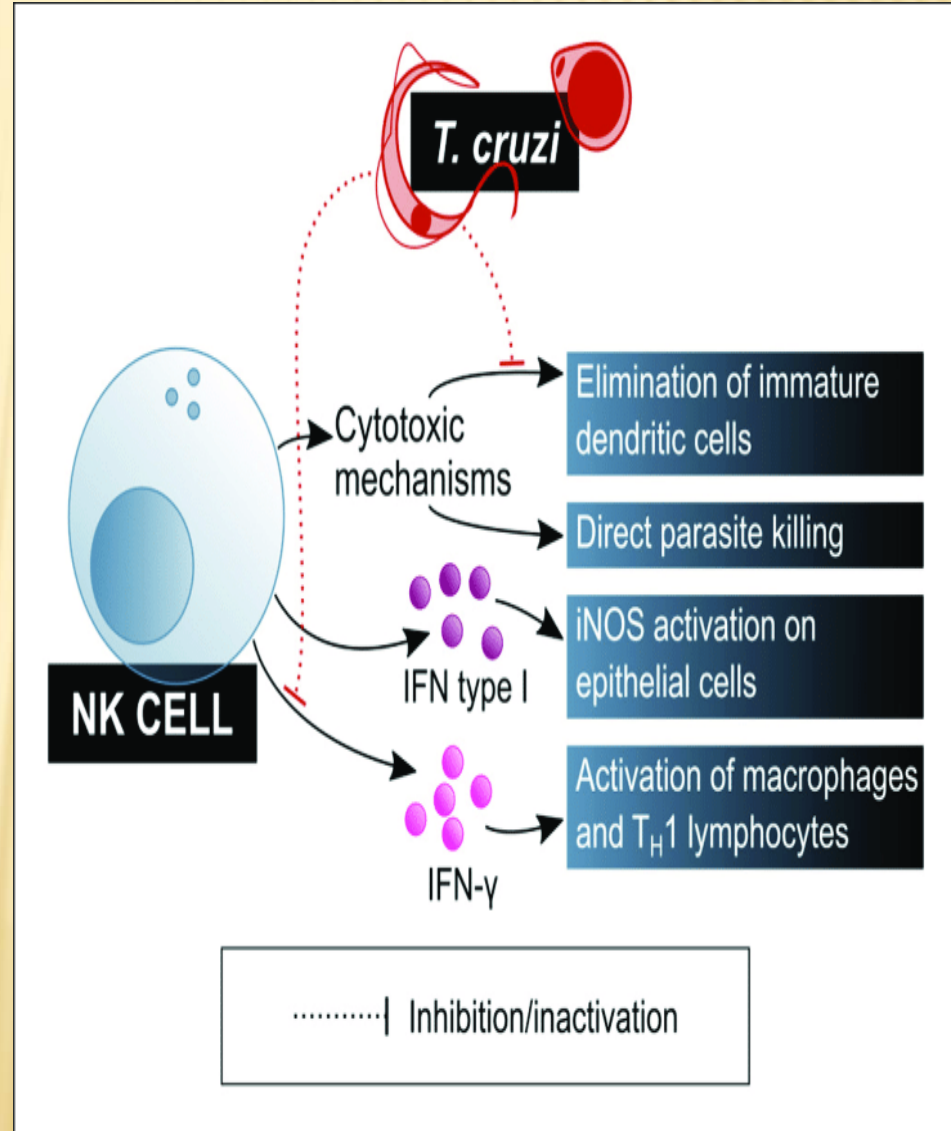 T. cruzi
Cytotoxic
mechanisms
Elimination of immature
dendritic cells
Direct parasite killing
IFN type I
iNOS activation on
epithelial cells
NK CELL
IFN-γ
Activation of macrophages
and TH1 lymphocytes
Inhibition/inactivation